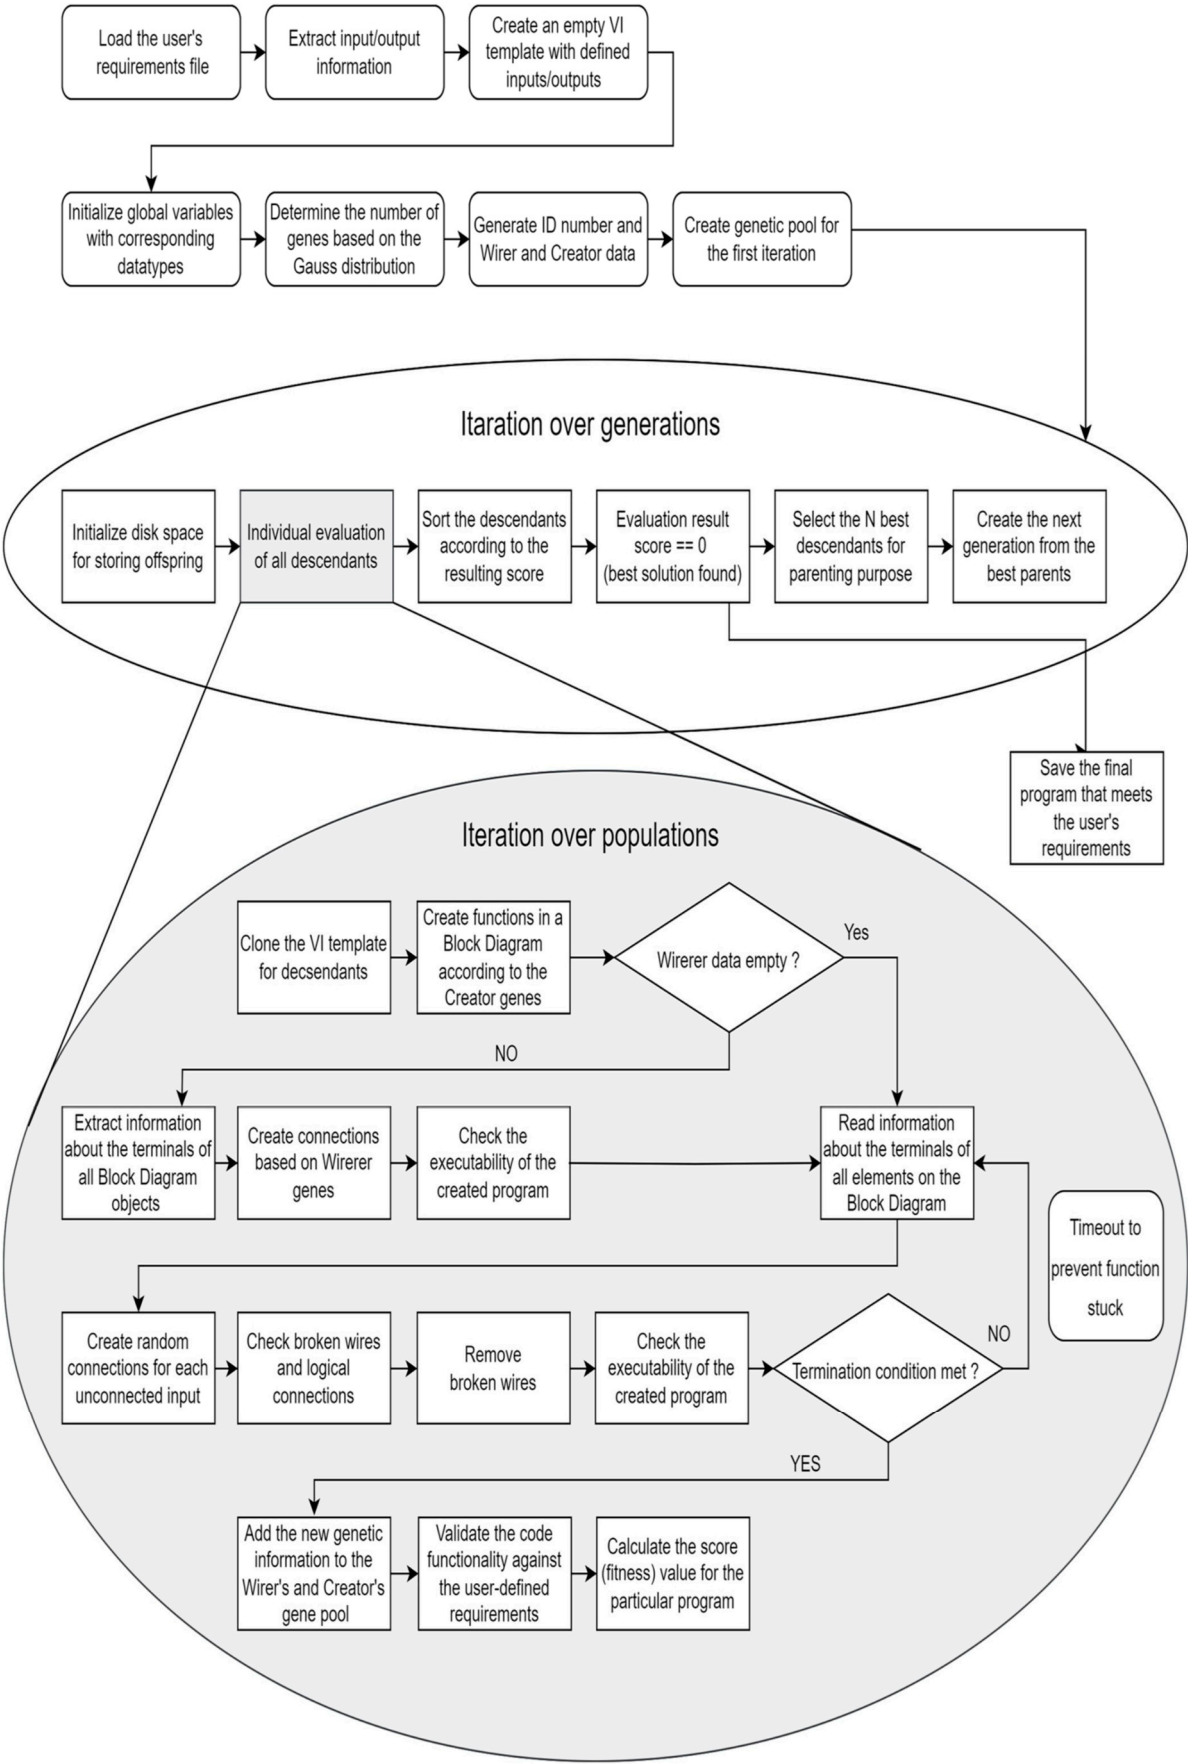 Load the user's
requirements file
Extract input/output
information
Create an empty VI
template with defined
inputs/outputs
Initialize global variables
with corresponding
datatypes
Determine the number of
genes based on the
Gauss distribution
Generate ID number and
Wirer and Creator data
Create genetic pool for
the first iteration
Itaration over generations
Initialize disk space
for storing offspring
Individual evaluation
of all descendants
Sort the descendants
according to the
resulting score
Evaluation result
score == 0
(best solution found)
Select the N best
descendants for
parenting purpose
Create the next
generation from the
best parents
Save the final
program that meets
the user's
requirements
Iteration over populations
Clone the VI template
for decsendants
Create functions in a
Block Diagram
according to the
Creator genes
Wirerer data empty ?
Yes
NO
Extract information
about the terminals of
all Block Diagram
objects
Create connections
based on Wirerer
genes
Check the
executability of the
created program
Read information
about the terminals of
all elements on the
Block Diagram
Timeout to
prevent function
stuck
Create random
connections for each
unconnected input
Check broken wires
and logical
connections
Remove
broken wires
Check the
executability of the
created program
Termination condition met ?
NO
YES
Add the new genetic
information to the
Wirer's and Creator's
gene pool
Validate the code
functionality against
the user-defined
requirements
Calculate the score
(fitness) value for the
particular program